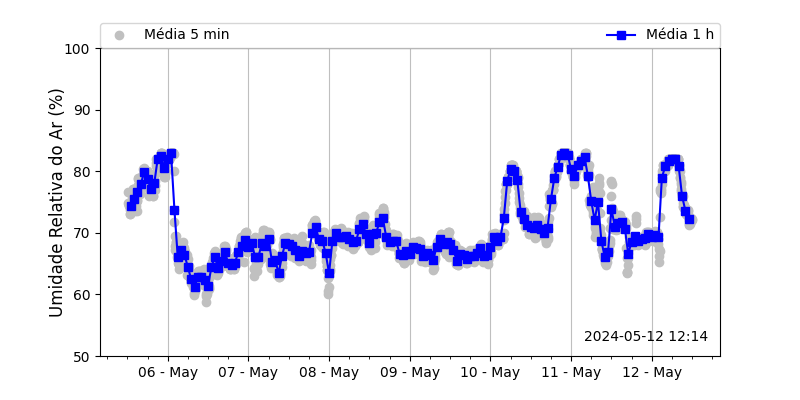 Média 5 min
Média 1 h
Umidade Relativa do Ar (%)
100
90
80
70
60
50
2024-05-12 12:14
06 - May
07 - May
08 - May
09 - May
10 - May
11 - May
12 - May